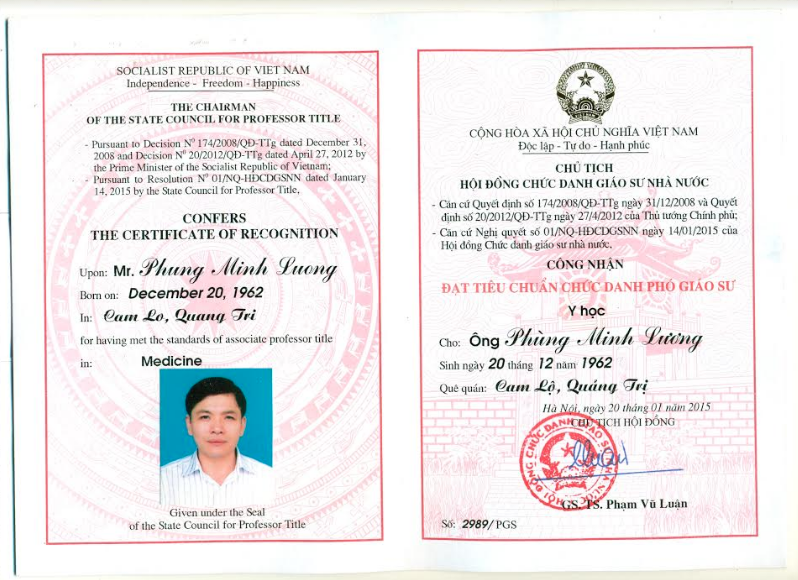 SOCIALIST REPUBLIC OF VIET NAM
Independence - Freedom - Happiness
THE CHAIRMAN
OF THE STATE COUNCIL FOR PROFESSOR TITLE
- Pursuant to Decision Nº 174/2008/QĐ-TTg dated December 31,
2008 and Decision Nº 20/2012/QĐ-TTg dated April 27, 2012 by
the Prime Minister of the Socialist Republic of Vietnam;
- Pursuant to Resolution Nº 01/NQ-HĐCDGSNN dated January
14, 2015 by the State Council for Professor Title,
CONFERS
THE CERTIFICATE OF RECOGNITION
Upon: Mr. Phung Minh Luong
Born on: December 20, 1962
In: Cam Lo, Quang Tri
for having met the standards of associate professor title
in: Medicine
Given under the Seal
of the State Council for Professor Title
CỘNG HÒA XÃ HỘI CHỦ NGHĨA VIỆT NAM
Độc lập - Tự do - Hạnh phúc
CHỦ TỊCH
HỘI ĐỒNG CHỨC DANH GIÁO SƯ NHÀ NƯỚC
- Căn cứ Quyết định số 174/2008/QĐ-TTg ngày 31/12/2008 và Quyết
định số 20/2012/QĐ-TTg ngày 27/4/2012 của Thủ tướng Chính phủ;
- Căn cứ Nghị quyết số 01/NQ-HĐCDGSNN ngày 14/01/2015 của
Hội đồng Chức danh giáo sư nhà nước.
CÔNG NHẬN
ĐẠT TIÊU CHUẨN CHỨC DANH PHÓ GIÁO SƯ
Y học
Cho: Ông Phùng Minh Lương
Sinh ngày 20 tháng 12 năm 1962
Quê quán: Cam Lộ, Quảng Trị
Hà Nội, ngày 20 tháng 01 năm 2015
CHỦ TỊCH HỘI ĐỒNG
GS. TS. Phạm Vũ Luận
Số: 2989/PGS